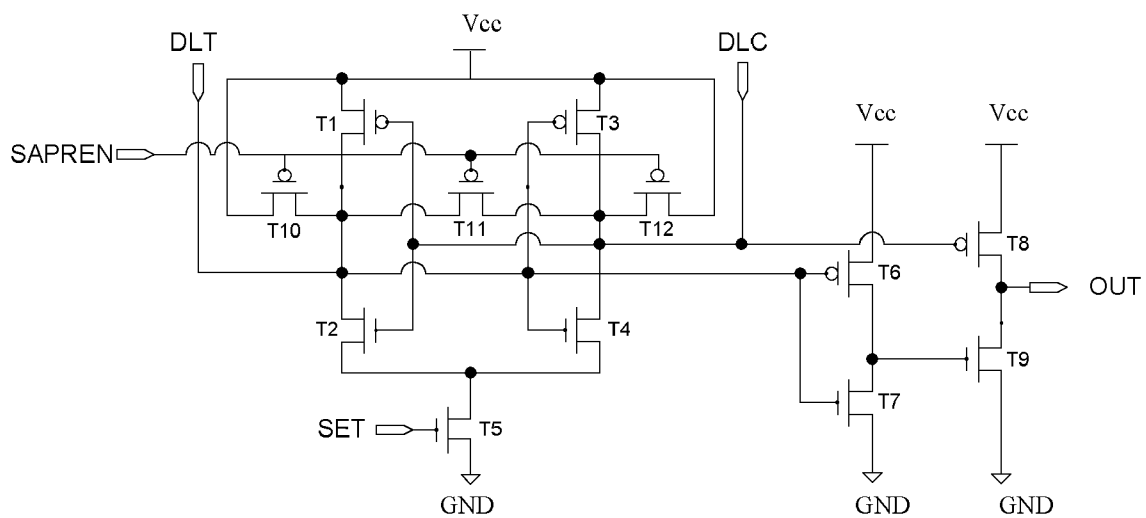 Vcc
DLT
DLC
T1
T3
Vcc
Vcc
SAPREN
T10
T11
T12
T8
T6
OUT
T2
T4
T9
T7
SET
T5
GND
GND
GND